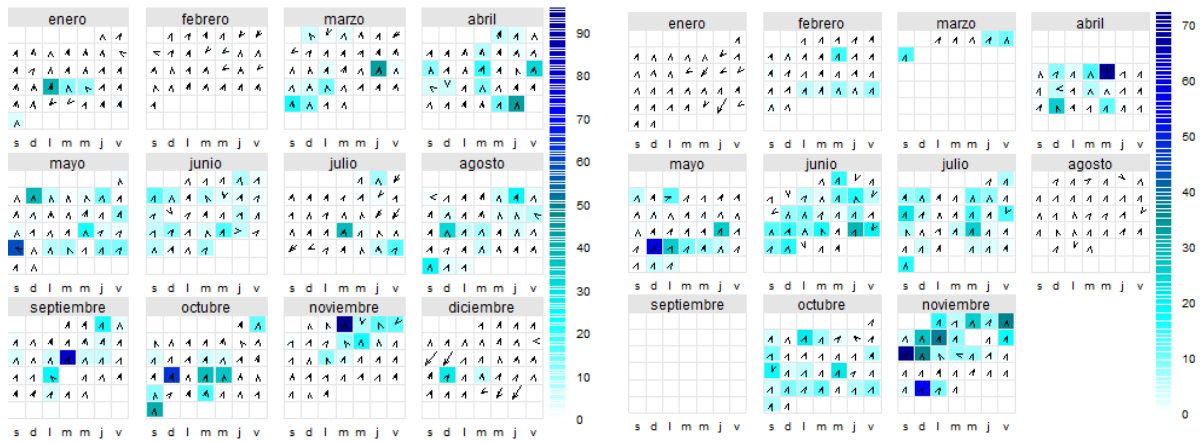 enero febrero marzo abril
90
80
70
s d l m m j v s d l m m j v s d l m m j v s d l m m j v
mayo junio julio agosto
60
50
40
30
septiembre octubre noviembre diciembre
20
10
0
s d l m m j v s d l m m j v s d l m m j v s d l m m j v
enero febrero marzo abril
70
60
50
s d l m m j v s d l m m j v s d l m m j v s d l m m j v
mayo junio julio agosto
40
30
20
septiembre octubre noviembre
10
0
s d l m m j v s d l m m j v s d l m m j v